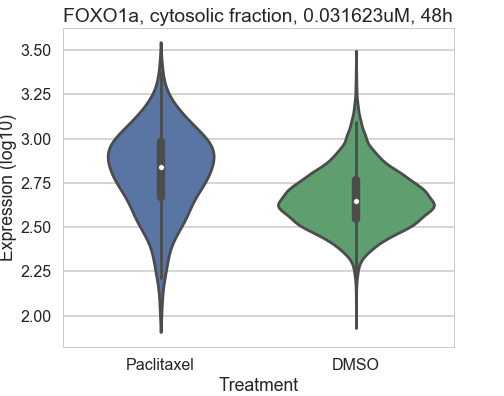 FOXO1a, cytosolic fraction, 0.031623uM, 48h
Expression (log10)
3.50
3.25
3.00
2.75
2.50
2.25
2.00
Paclitaxel
DMSO
Treatment